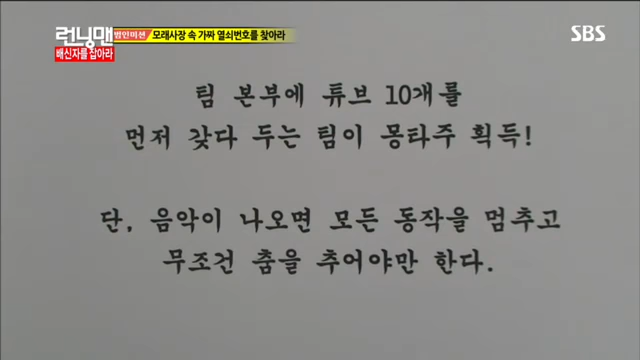 런닝맨 범인미션 모래사장 속 가짜 열쇠번호를 찾아라 SBS
배신자를 잡아라
팀 본부에 튜브 10개를
먼저 갖다 두는 팀이 몽타주 획득!
단, 음악이 나오면 모든 동작을 멈추고
무조건 춤을 추어야만 한다.